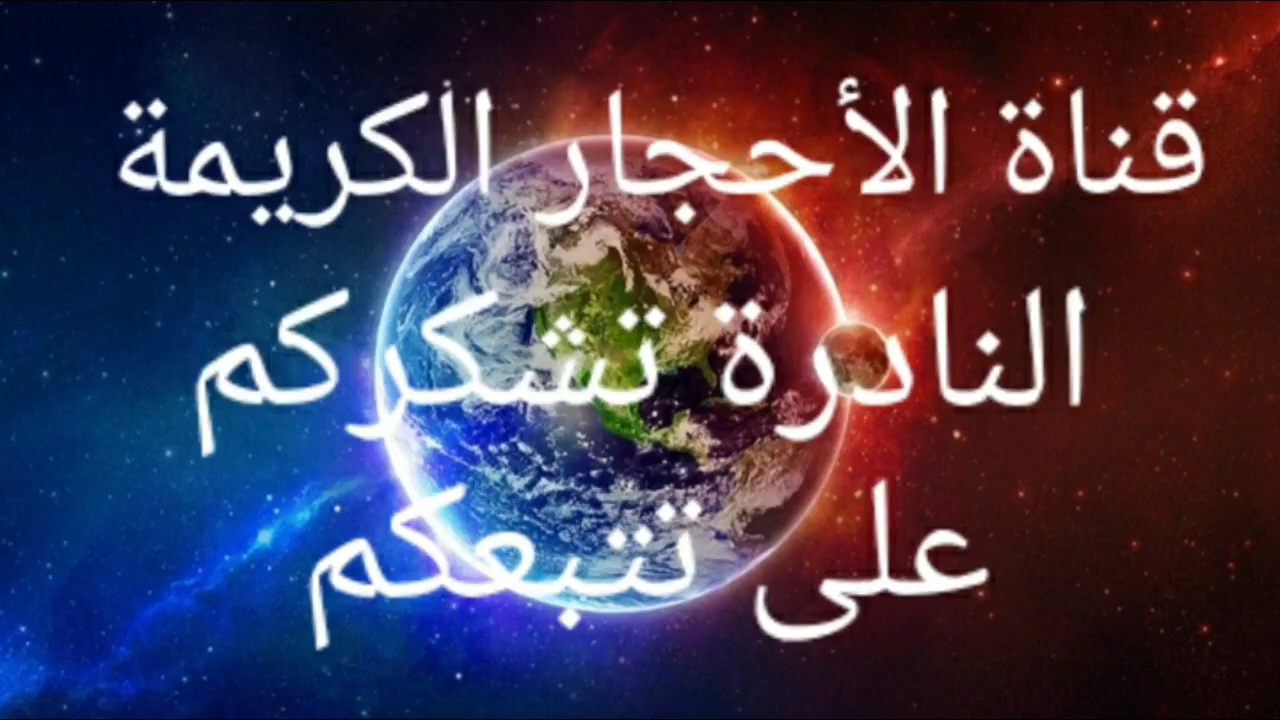 قناة الأحجار الكريمة
النادرة تشكركم
على تتبعكم